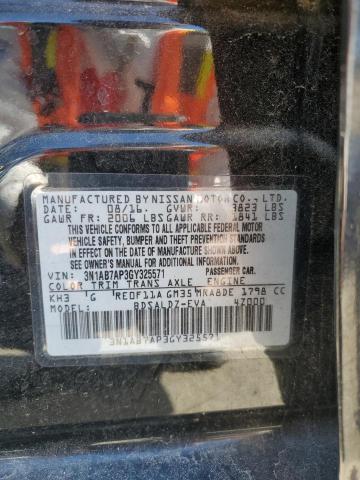 MANUFACTURED BY NISSAN MOTOR CO., LTD.
DATE: 08/16. GVWR: 3823 LBS
GAWR FR: 2006 LBS GAWR RR: 1841 LBS
THIS VEHICLE CONFORMS TO ALL APPLICABLE FEDERAL MOTOR
VEHICLE SAFETY, BUMPER AND THEFT PREVENTION STANDARDS
IN EFFECT ON THE DATE OF MANUFACTURE SHOWN ABOVE.
SEE OWNER'S MANUAL AND OWNER'S MANUAL
VIN: 3N1AB7AP3GY325571 PASSENGER CAR.
COLOR TRIM TRANS AXLE ENGINE
KH3 G RE0F11A GM35 MRA8DE 1798 CC
MODEL: BDSALDZ-EVA 47000
3N1AB7AP3GY325571